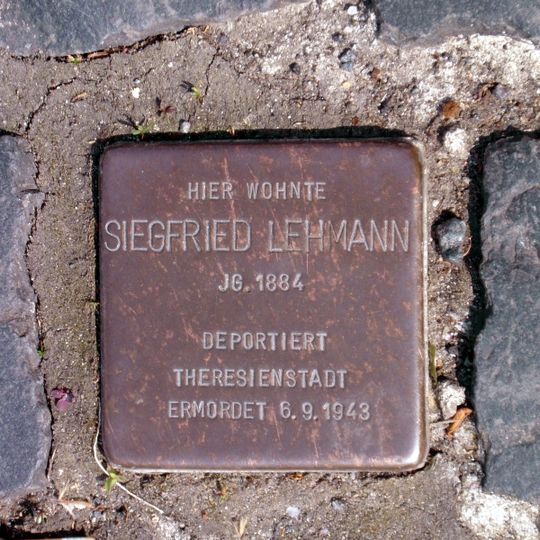 HIER WOHNTE
SIEGFRIED LEHMANN
JG. 1884
DEPORTIERT
THERESIENSTADT
ERMORDET 6.9.1943